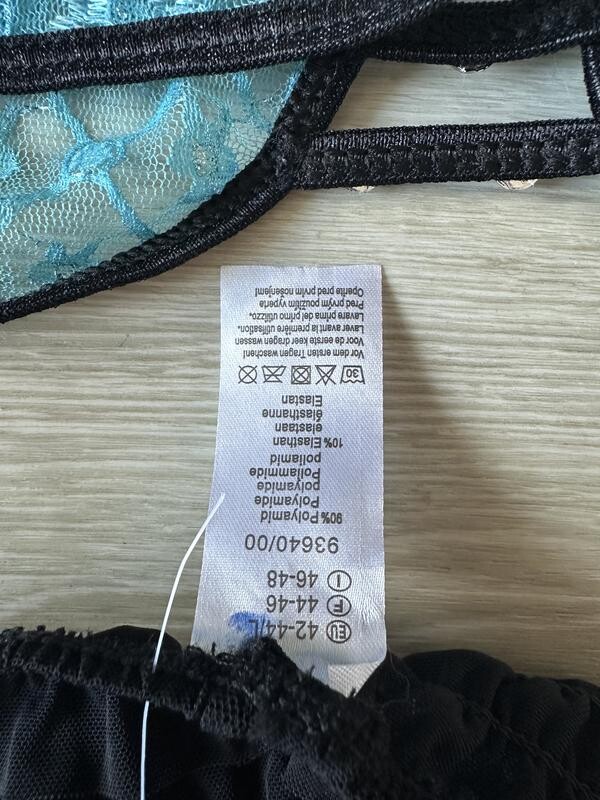 EU 42-44/L
F 44-46
I 46-48
93640/00
90% Polyamid
Polyamide
polyamide
Poliammide
poliamid
10% Elasthan
elastaan
élasthanne
Elastan
30
Vor dem ersten Tragen waschen!
Voor de eerste keer dragen wassen
Laver avant la première utilisation.
Lavare prima del primo utilizzo.
Pred prvým použitím vyperte
Operite pred prvim nošenjem!